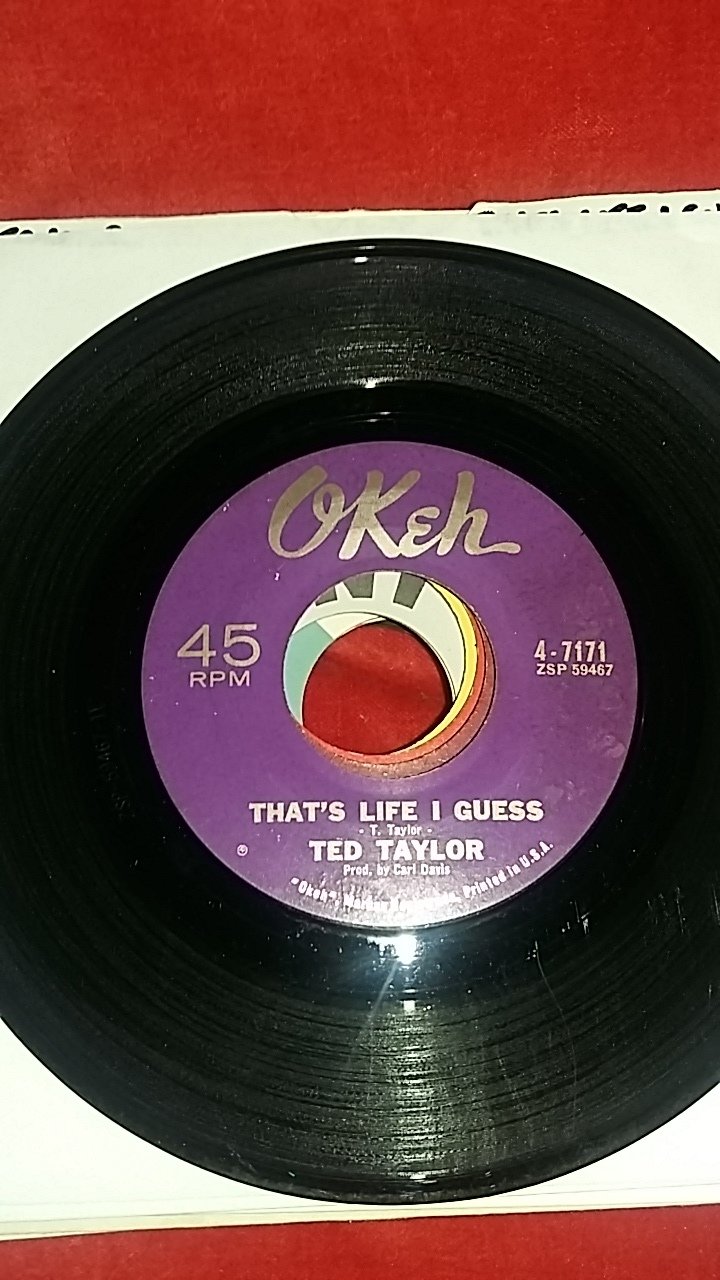 OKeh
45
RPM
4-7171
ZSP 59467
THAT'S LIFE I GUESS
- T. Taylor -
TED TAYLOR
Prod. by Carl Davis
"Okeh", Printed in U.S.A.